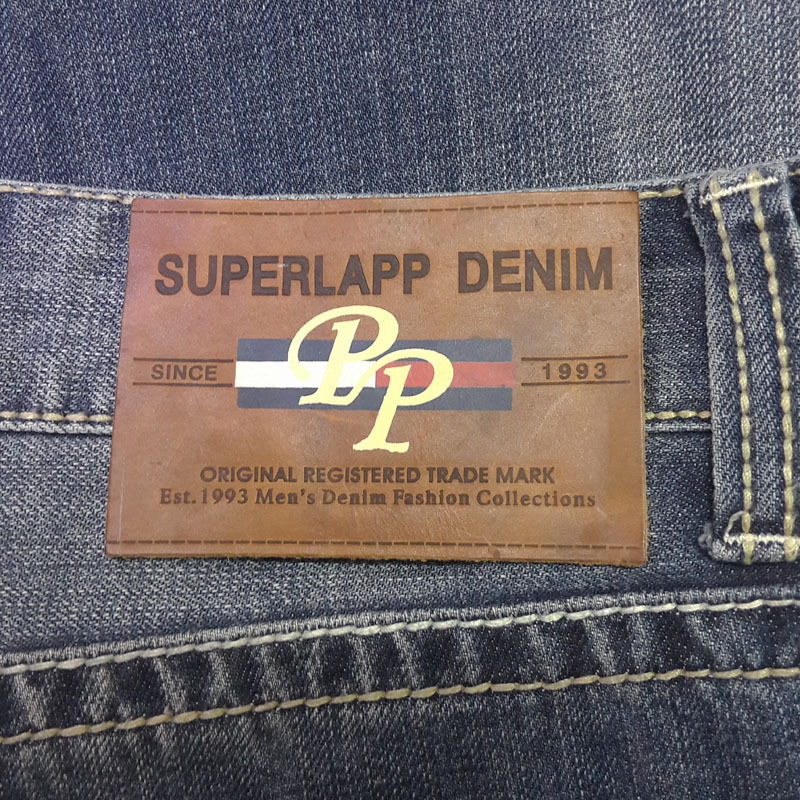 SUPERLAPP DENIM
PP
SINCE 1993
ORIGINAL REGISTERED TRADE MARK
Est.1993 Men's Denim Fashion Collections